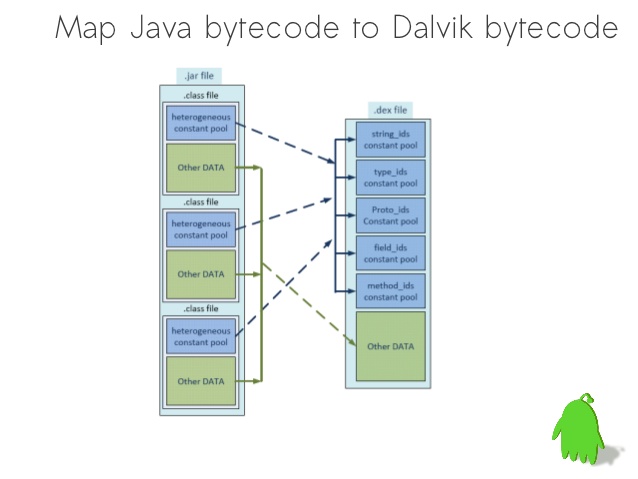 Map Java bytecode to Dalvik bytecode
.jar file
.class file
heterogeneous
constant pool
Other DATA
.class file
heterogeneous
constant pool
Other DATA
.class file
heterogeneous
constant pool
Other DATA
.dex file
string_ids
constant pool
type_ids
constant pool
Proto_ids
Constant pool
field_ids
constant pool
method_ids
constant pool
Other DATA